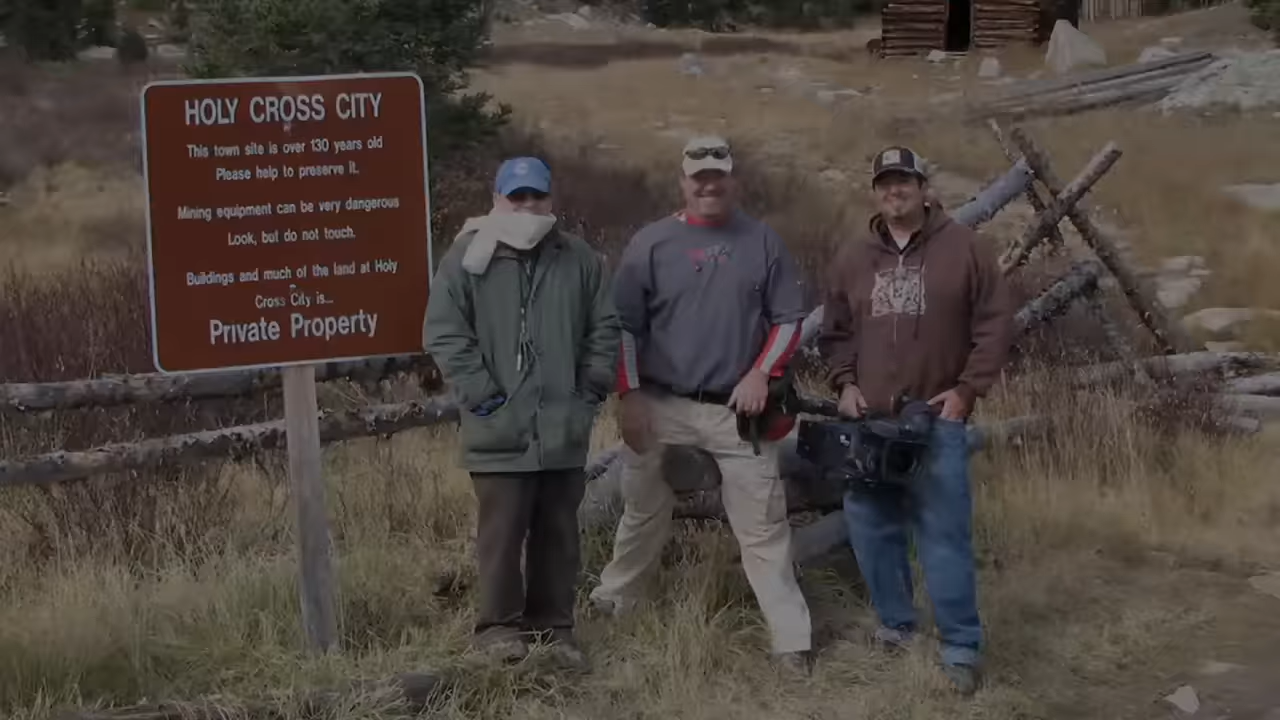 HOLY CROSS CITY
This town site is over 130 years old
Please help to preserve it.
Mining equipment can be very dangerous
Look, but do not touch.
Buildings and much of the land at Holy
Cross City is...
Private Property